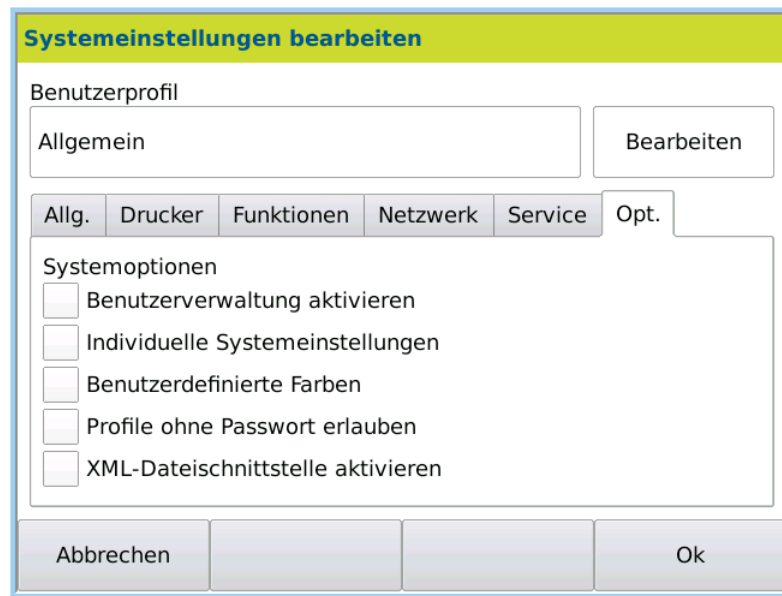 Systemeinstellungen bearbeiten
Benutzerprofil
Allgemein Bearbeiten
Allg. Drucker Funktionen Netzwerk Service Opt.
Systemoptionen
Benutzerverwaltung aktivieren
Individuelle Systemeinstellungen
Benutzerdefinierte Farben
Profile ohne Passwort erlauben
XML-Dateischnittstelle aktivieren
Abbrechen Ok